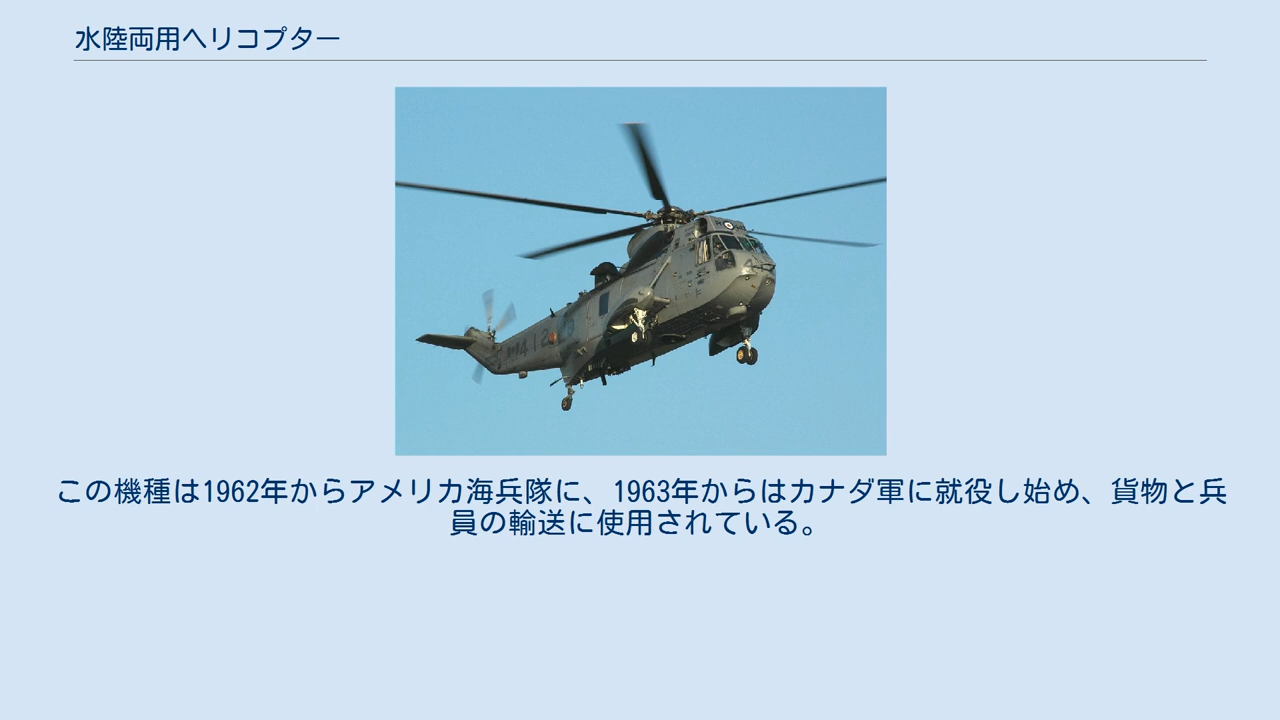 水陸両用ヘリコプター
412
この機種は1962年からアメリカ海兵隊に、1963年からはカナダ軍に就役し始め、貨物と兵
員の輸送に使用されている。